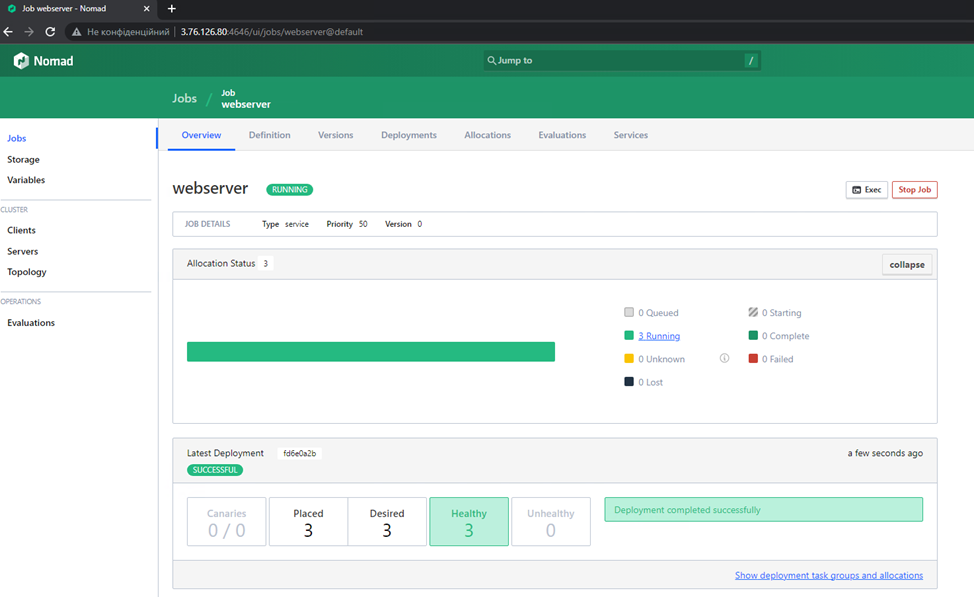 Job webserver - Nomad
Не конфіденційний | 3.76.126.80:4646/ui/jobs/webserver@default
Nomad
Jump to /
Jobs / Job
webserver
Jobs
Storage
Variables
CLUSTER
Clients
Servers
Topology
OPERATIONS
Evaluations
Overview Definition Versions Deployments Allocations Evaluations Services
webserver RUNNING Exec Stop Job
JOB DETAILS Type service Priority 50 Version 0
Allocation Status 3 collapse
0 Queued 0 Starting
3 Running 0 Complete
0 Unknown 0 Failed
0 Lost
Latest Deployment fd6e0a2b a few seconds ago
SUCCESSFUL
Canaries Placed Desired Healthy Unhealthy
0 / 0 3 3 3 0
Deployment completed successfully
Show deployment task groups and allocations